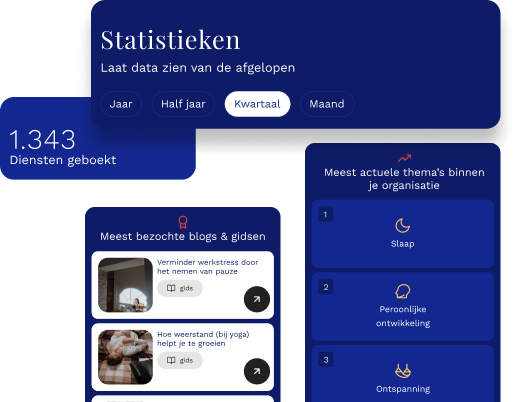 Statistieken
Laat data zien van de afgelopen
Jaar
Half jaar
Kwartaal
Maand
1.343
Diensten geboekt
Meest bezochte blogs & gidsen
Verminder werkstress door
het nemen van pauze
gids
Hoe weerstand (bij yoga)
helpt je te groeien
gids
Meest actuele thema's binnen
je organisatie
1
Slaap
2
Peroonlijke
ontwikkeling
3
Ontspanning